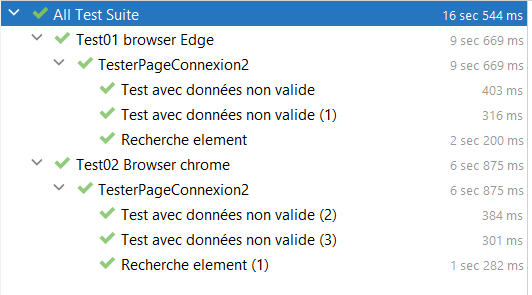 All Test Suite 16 sec 544 ms
Test01 browser Edge 9 sec 669 ms
TesterPageConnexion2 9 sec 669 ms
Test avec données non valide 403 ms
Test avec données non valide (1) 316 ms
Recherche element 2 sec 200 ms
Test02 Browser chrome 6 sec 875 ms
TesterPageConnexion2 6 sec 875 ms
Test avec données non valide (2) 384 ms
Test avec données non valide (3) 301 ms
Recherche element (1) 1 sec 282 ms